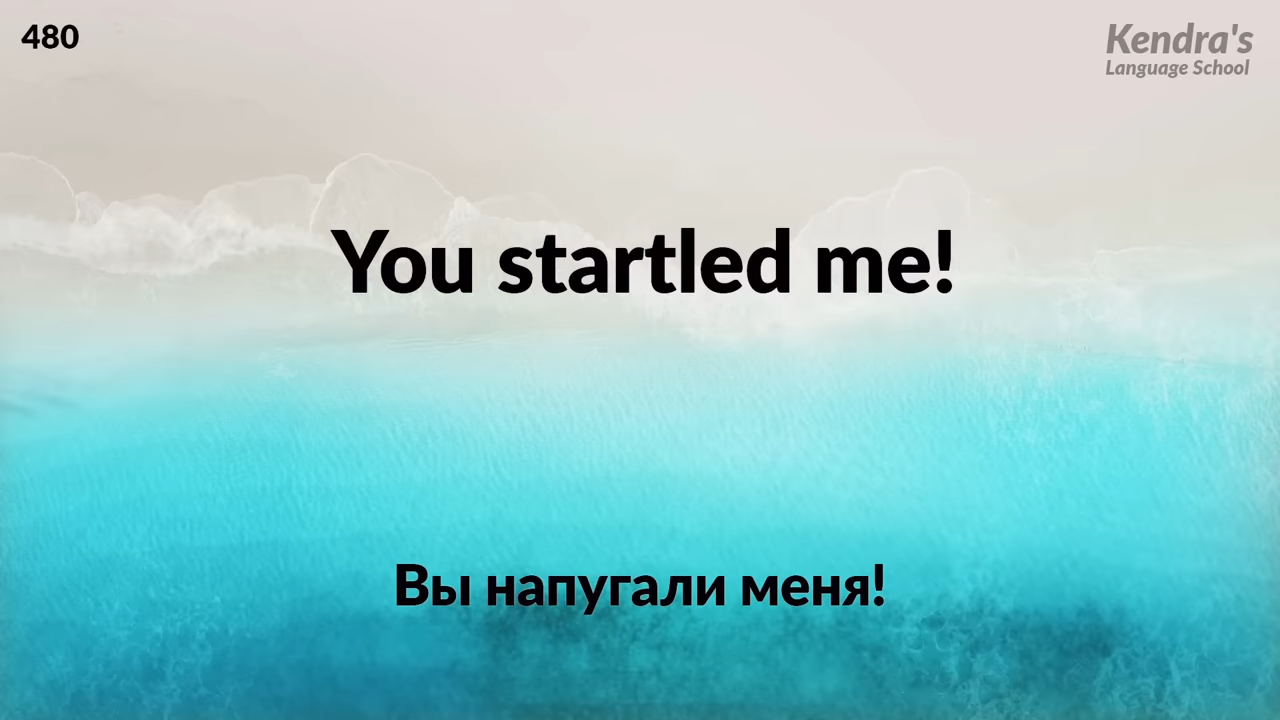 480
Kendra's
Language School
You startled me!
Вы напугали меня!